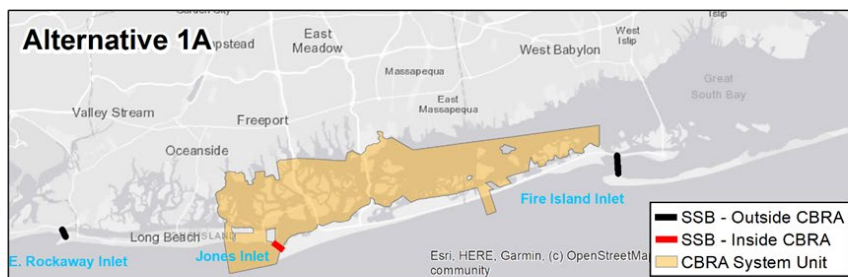 Alternative 1A
East
Meadow
West Babylon
West
Islip
Islip
Massapequa
Great
South Bay
Valley Stream
Freeport
East
Massapequa
Oceanside
Fire Island Inlet
Long Beach
E. Rockaway Inlet
Jones Inlet
Esri, HERE, Garmin, (c) OpenStreetMa
community
SSB - Outside CBRA
SSB - Inside CBRA
CBRA System Unit